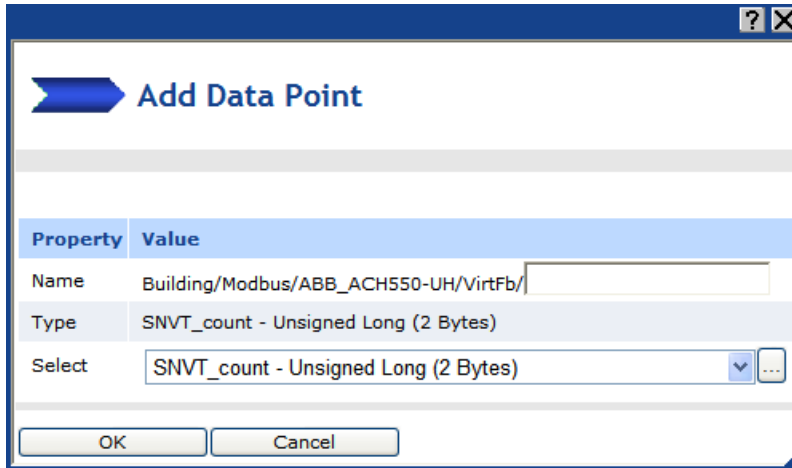 ?
Add Data Point
Property Value
Name Building/Modbus/ABB_ACH550-UH/VirtFb/
Type SNVT_count - Unsigned Long (2 Bytes)
Select SNVT_count - Unsigned Long (2 Bytes) ...
OK Cancel